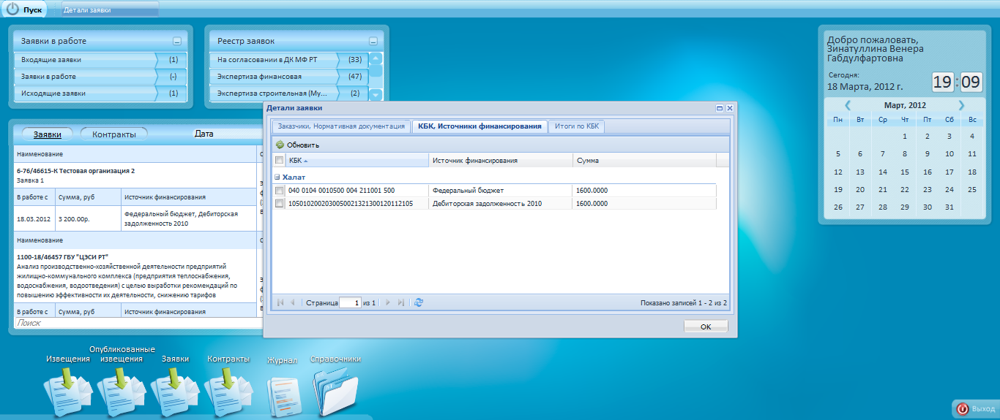 Пуск
Детали заявки
Заявки в работе
Входящие заявки (1)
Заявки в работе (-)
Исходящие заявки (1)
Реестр заявок
На согласовании в ДК МФ РТ (33)
Экспертиза финансовая (47)
Экспертиза строительная (Му... (2)
Добро пожаловать,
Зинатуллина Венера
Габдулфартовна
Сегодня:
18 Марта, 2012 г.
19:09
Март, 2012
Пн Вт Ср Чт Пт Сб Вс
1 2 3 4
5 6 7 8 9 10 11
12 13 14 15 16 17 18
19 20 21 22 23 24 25
26 27 28 29 30 31
Заявки Контракты Дата
Наименование
6-76/46615-К Тестовая организация 2
Заявка 1
В работе с Сумма, руб Источник финансирования
18.03.2012 3 200.00р. Федеральный бюджет, Дебиторская
задолженность 2010
Наименование
1100-18/46457 ГБУ "ЦЭСИ РТ"
Анализ производственно-хозяйственной деятельности предприятий
жилищно-коммунального комплекса (предприятия теплоснабжения,
водоснабжения, водоотведения) с целью выработки рекомендаций по
повышению эффективности их деятельности, снижению тарифов
В работе с Сумма, руб Источник финансирования
Поиск
Детали заявки
Заказчики, Нормативная документация КБК, Источники финансирования Итоги по КБК
Обновить
КБК Источник финансирования Сумма
Халат
040 0104 0010500 004 211001 500 Федеральный бюджет 1600.0000
105010200203005002132130012011​2105 Дебиторская задолженность 2010 1600.0000
Страница 1 из 1 Показано записей 1 - 2 из 2
OK
Извещения
Опубликованные
извещения
Заявки
Контракты
Журнал
Справочники
Выход